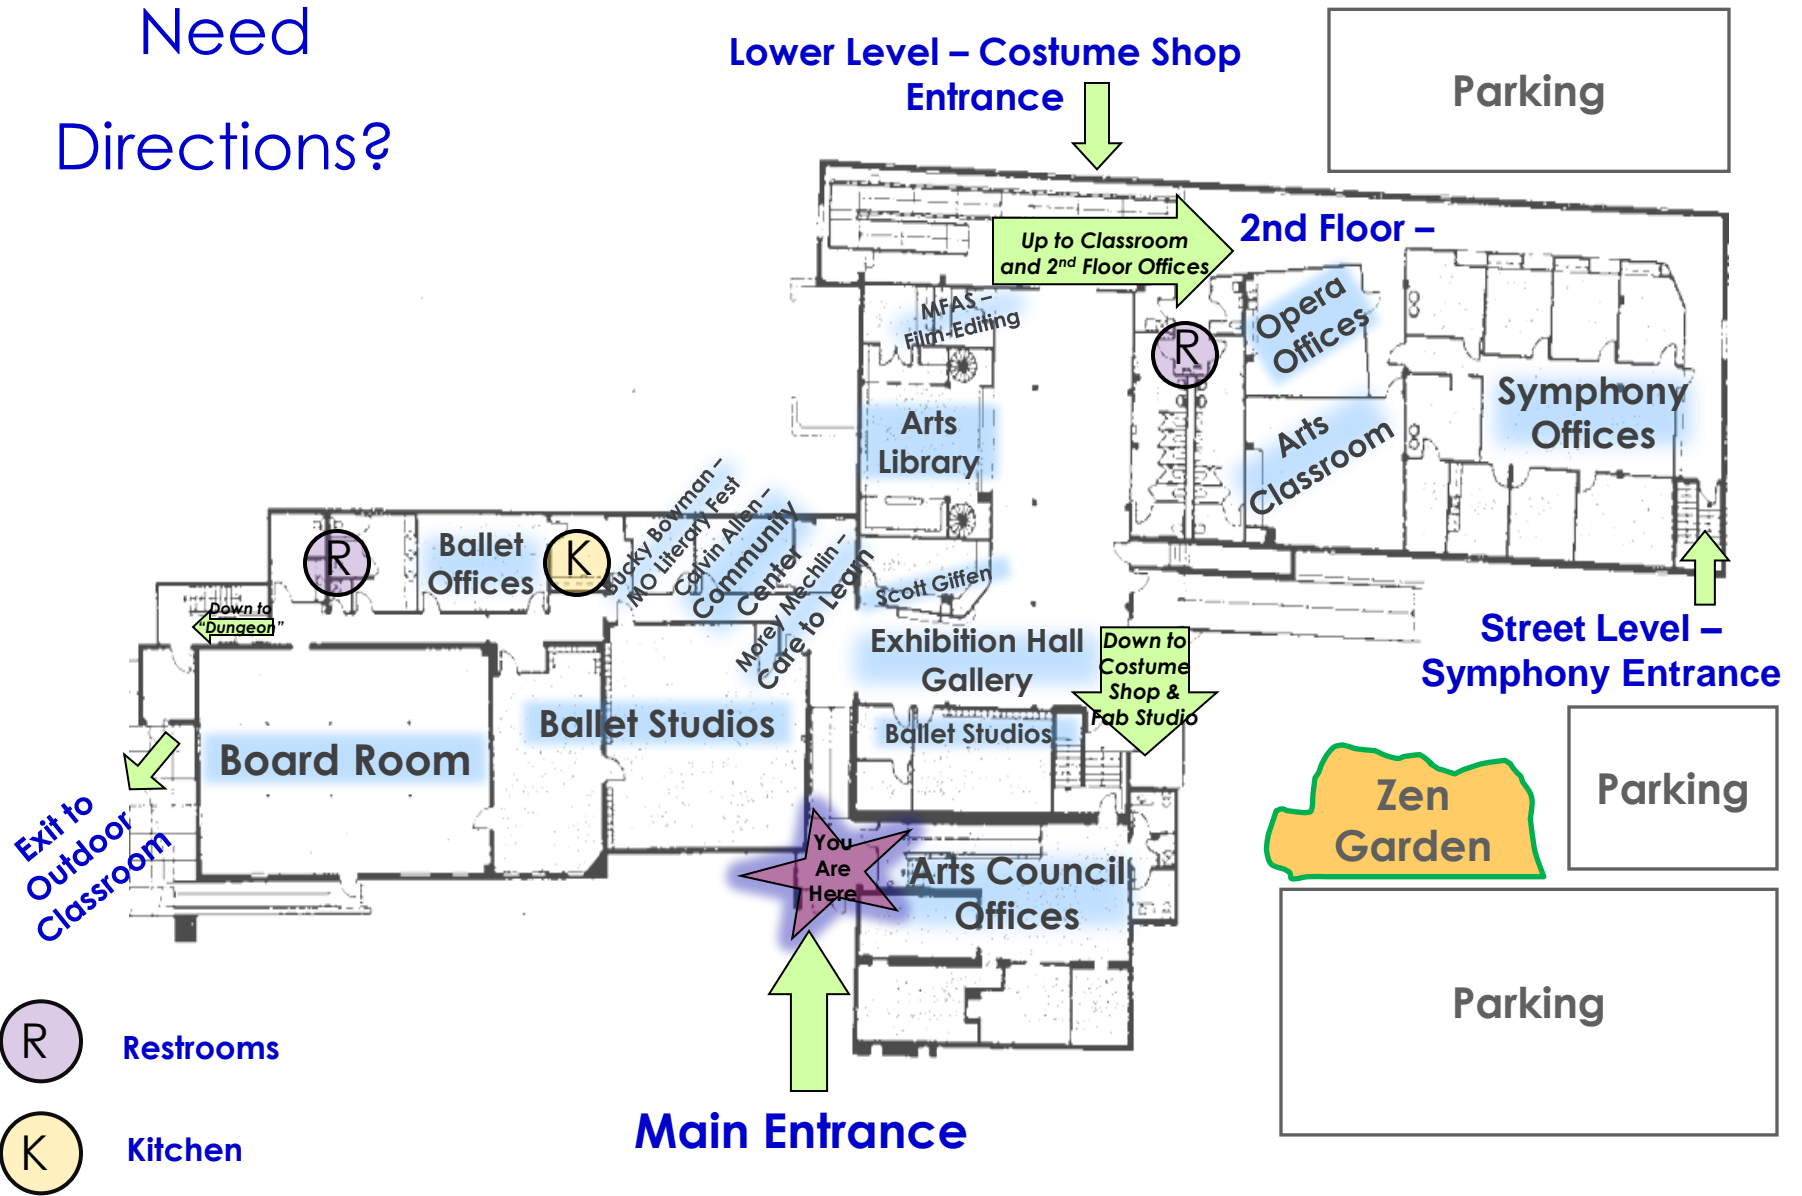 Need
Directions?
Lower Level – Costume Shop
Entrance
Parking
2nd Floor –
Up to Classroom
and 2nd Floor Offices
MFAS –
Film-Editing
R
Opera
Offices
Symphony
Offices
Arts
Library
Arts
Classroom
R
Ballet
Offices
K
Bucky Bowman –
MO Literary Fest
Calvin Allen –
Community
Center
Morey Mechlin –
Care to Learn
Scott Giffen
Down to
“Dungeon”
Exhibition Hall
Gallery
Down to
Costume
Shop &
Fab Studio
Street Level –
Symphony Entrance
Board Room
Ballet Studios
Ballet Studios
Zen
Garden
Parking
Exit to
Outdoor
Classroom
You
Are
Here
Arts Council
Offices
Parking
R
Restrooms
K
Kitchen
Main Entrance